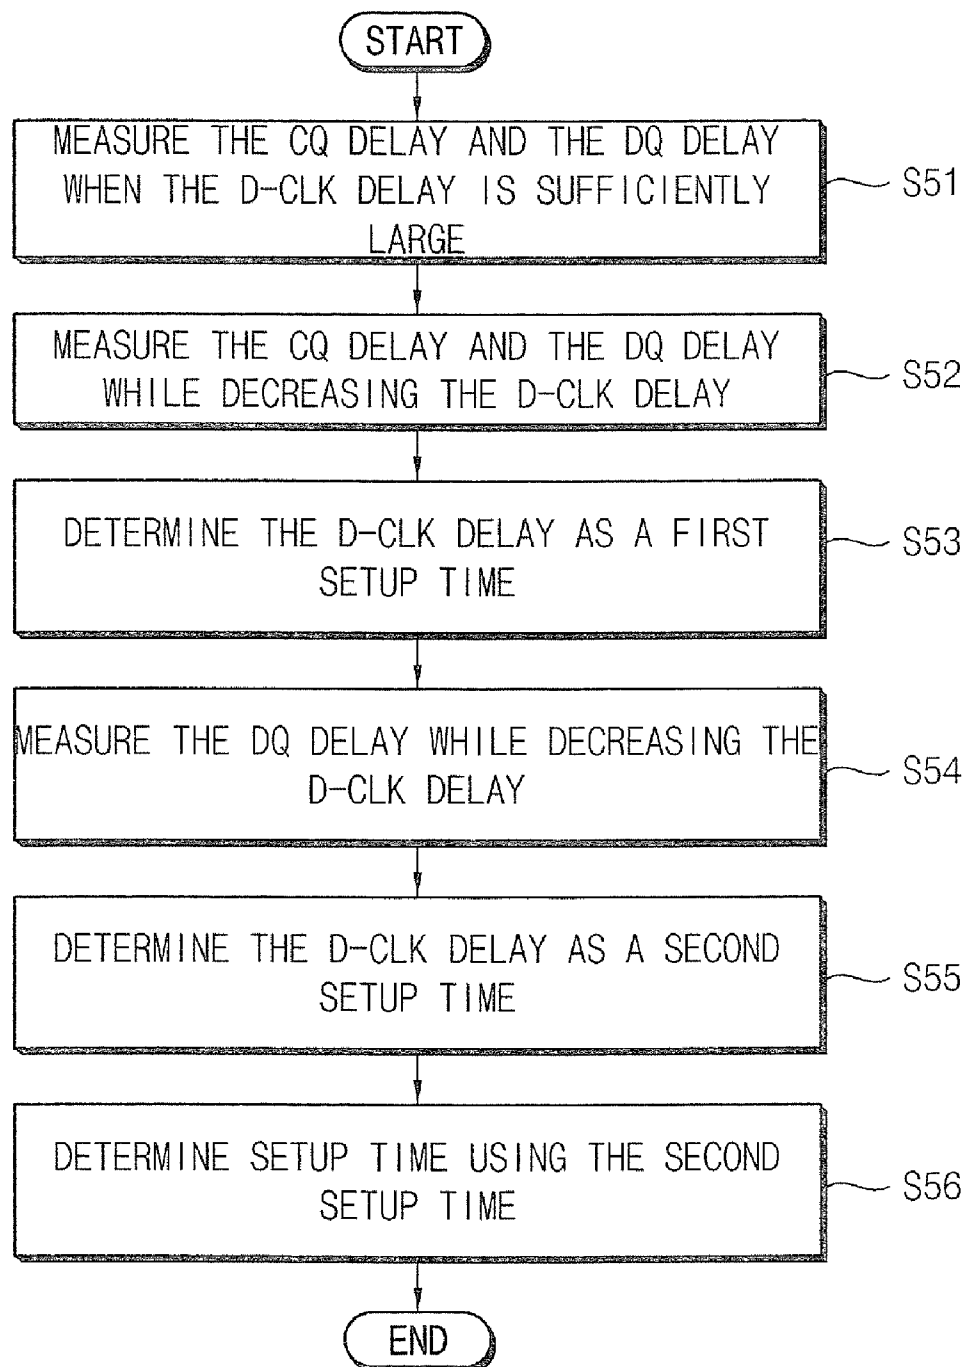 START
MEASURE THE CQ DELAY AND THE DQ DELAY
WHEN THE D-CLK DELAY IS SUFFICIENTLY
LARGE
S51
MEASURE THE CQ DELAY AND THE DQ DELAY
WHILE DECREASING THE D-CLK DELAY
S52
DETERMINE THE D-CLK DELAY AS A FIRST
SETUP TIME
S53
MEASURE THE DQ DELAY WHILE DECREASING THE
D-CLK DELAY
S54
DETERMINE THE D-CLK DELAY AS A SECOND
SETUP TIME
S55
DETERMINE SETUP TIME USING THE SECOND
SETUP TIME
S56
END